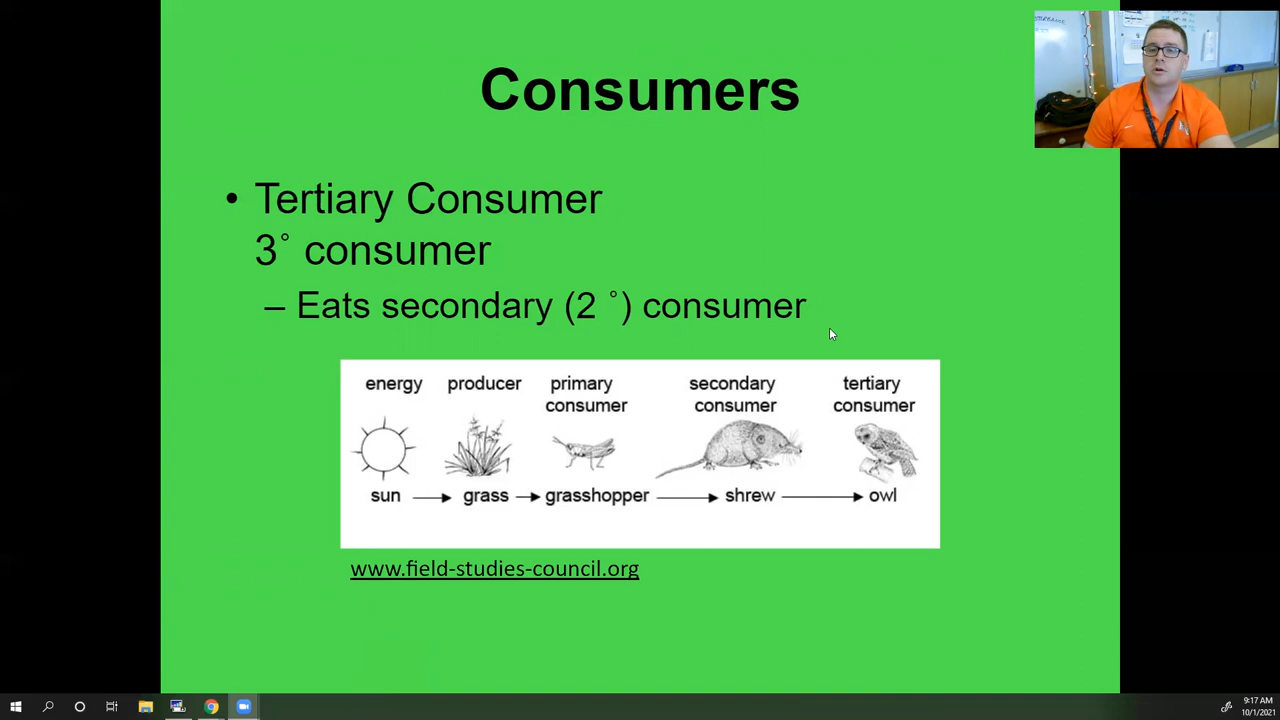 Consumers
• Tertiary Consumer
3˚ consumer
– Eats secondary (2 ˚) consumer
energy producer primary consumer secondary consumer tertiary consumer
sun grass grasshopper shrew owl
www.field-studies-council.org
9:17 AM
10/1/2021